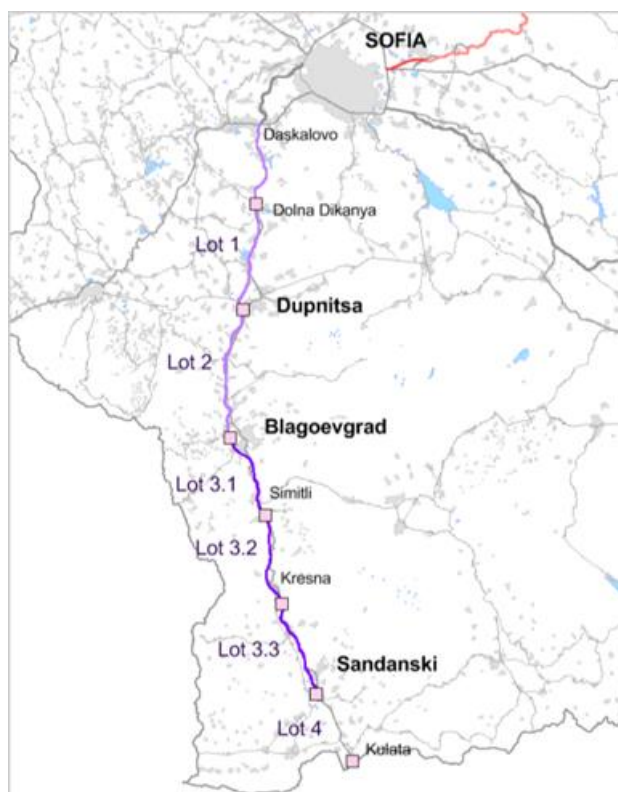 SOFIA
Daskalovo
Dolna Dikanya
Lot 1
Dupnitsa
Lot 2
Blagoevgrad
Lot 3.1
Simitli
Lot 3.2
Kresna
Lot 3.3
Sandanski
Lot 4
Kulata